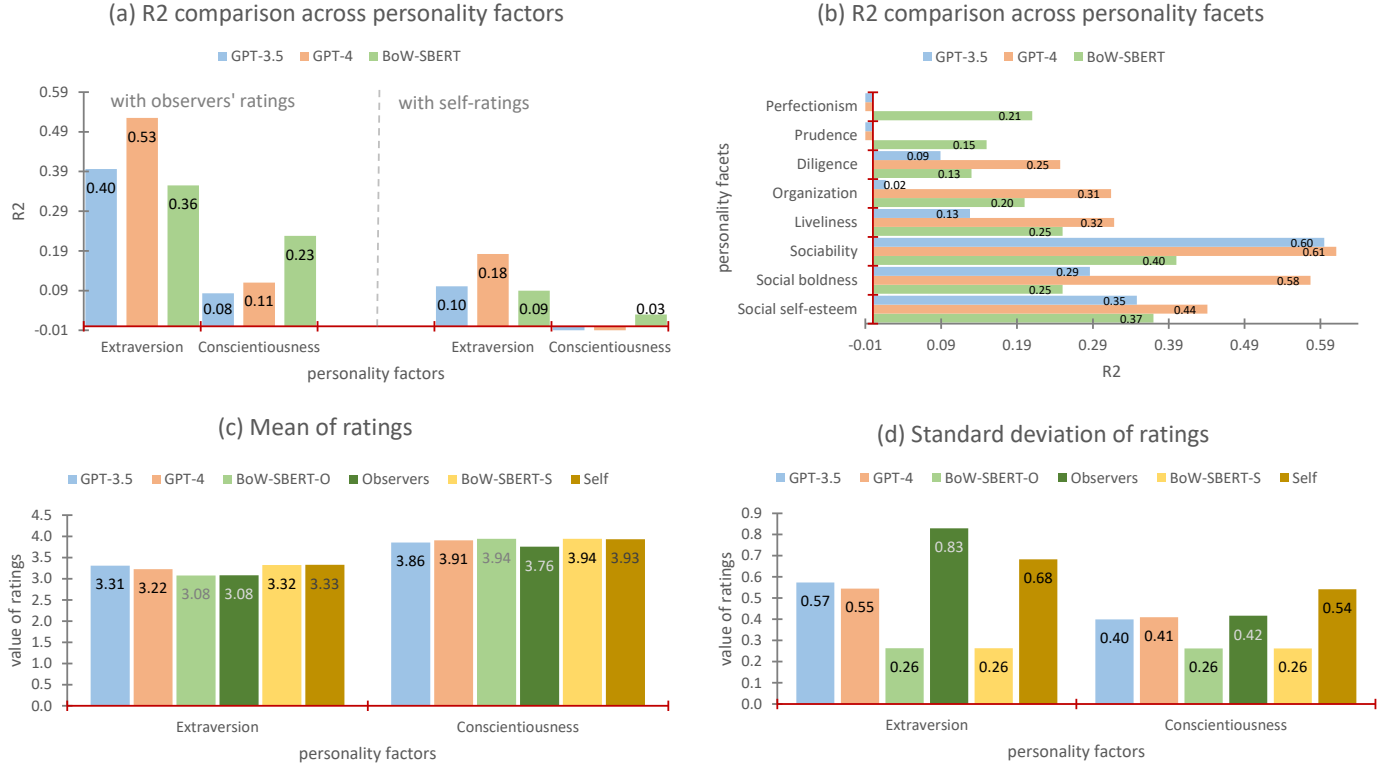 (a) R2 comparison across personality factors
GPT-3.5 GPT-4 BoW-SBERT
with observers' ratings with self-ratings
R2
0.59
0.49
0.39
0.29
0.19
0.09
-0.01
0.40 0.53 0.36 0.08 0.11 0.23 0.10 0.18 0.09 0.03
Extraversion Conscientiousness Extraversion Conscientiousness
personality factors
(b) R2 comparison across personality facets
GPT-3.5 GPT-4 BoW-SBERT
personality facets
Perfectionism
0.21
Prudence
0.15
Diligence
0.09
0.25
0.13
Organization
0.02
0.31
0.20
Liveliness
0.13
0.32
0.25
Sociability
0.60
0.61
0.40
Social boldness
0.29
0.58
0.25
Social self-esteem
0.35
0.44
0.37
-0.01 0.09 0.19 0.29 0.39 0.49 0.59
R2
(c) Mean of ratings
GPT-3.5 GPT-4 BoW-SBERT-O Observers BoW-SBERT-S Self
value of ratings
4.5
4.0
3.5
3.0
2.5
2.0
1.5
1.0
0.5
0.0
3.31 3.22 3.08 3.08 3.32 3.33 3.86 3.91 3.94 3.76 3.94 3.93
Extraversion Conscientiousness
personality factors
(d) Standard deviation of ratings
GPT-3.5 GPT-4 BoW-SBERT-O Observers BoW-SBERT-S Self
value of ratings
0.9
0.8
0.7
0.6
0.5
0.4
0.3
0.2
0.1
0.0
0.57 0.55 0.26 0.83 0.26 0.68 0.40 0.41 0.26 0.42 0.26 0.54
Extraversion Conscientiousness
personality factors